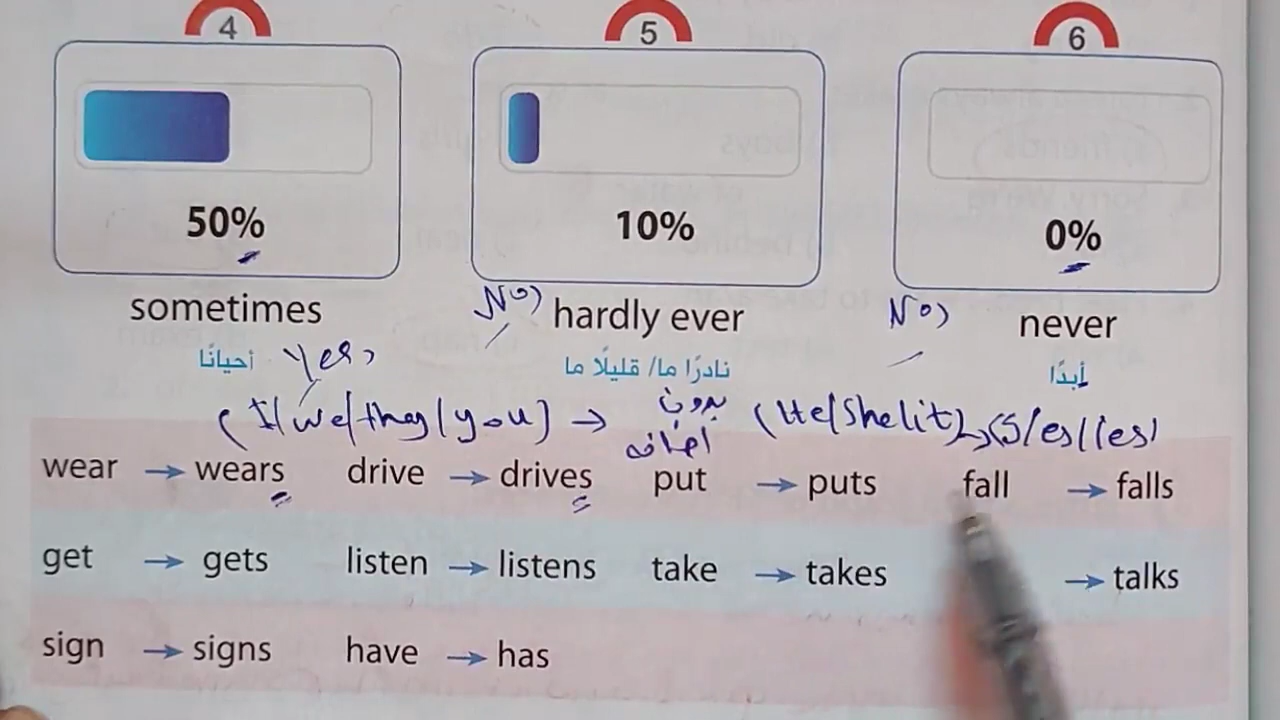 4 5 6
50% 10% 0%
sometimes No, hardly ever No, never
أحيانًا Yes, نادرًا ما/ قليلًا ما أبدًا
(I/we/they/you) → بدون اضافه (He/She/it) → (s/es/ies)
wear → wears drive → drives put → puts fall → falls
get → gets listen → listens take → takes → talks
sign → signs have → has